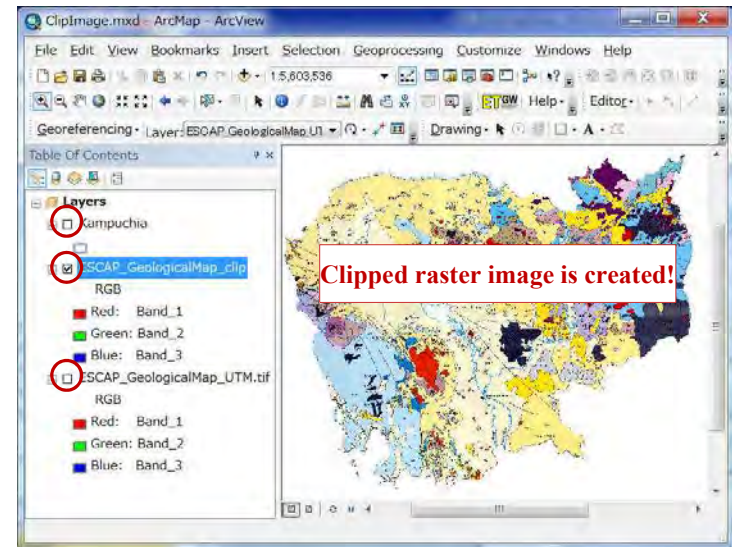 ClipImage.mxd - ArcMap - ArcView
File Edit View Bookmarks Insert Selection Geoprocessing Customize Windows Help
1:5,603,536
GW Help Editor
Georeferencing Layer: ESCAP_GeologicalMap_UT Drawing A
Table Of Contents
Layers
Kampuchia
ESCAP_GeologicalMap_clip
RGB
Red: Band_1
Green: Band_2
Blue: Band_3
ESCAP_GeologicalMap_UTM.tif
RGB
Red: Band_1
Green: Band_2
Blue: Band_3
Clipped raster image is created!